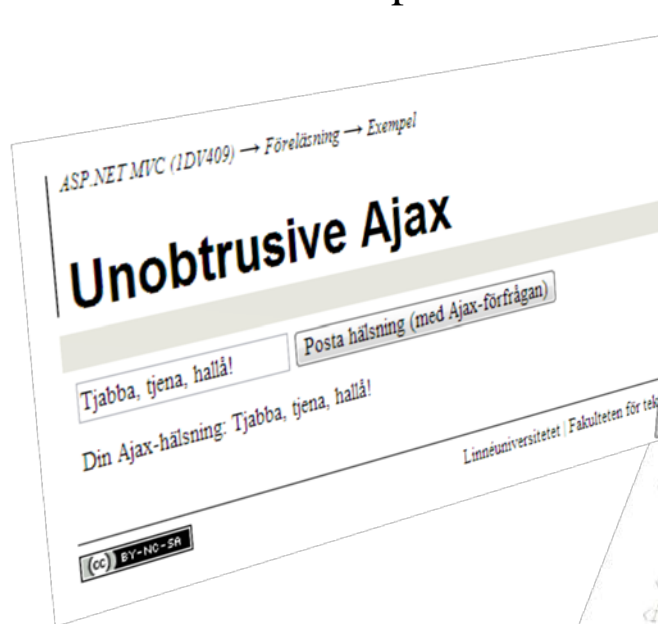 ASP.NET MVC (1DV409) → Föreläsning → Exempel
Unobtrusive Ajax
Tjabba, tjena, hallå!
Posta hälsning (med Ajax-förfrågan)
Din Ajax-hälsning: Tjabba, tjena, hallå!
Linnéuniversitetet | Fakulteten för tek
(cc) BY-NC-SA